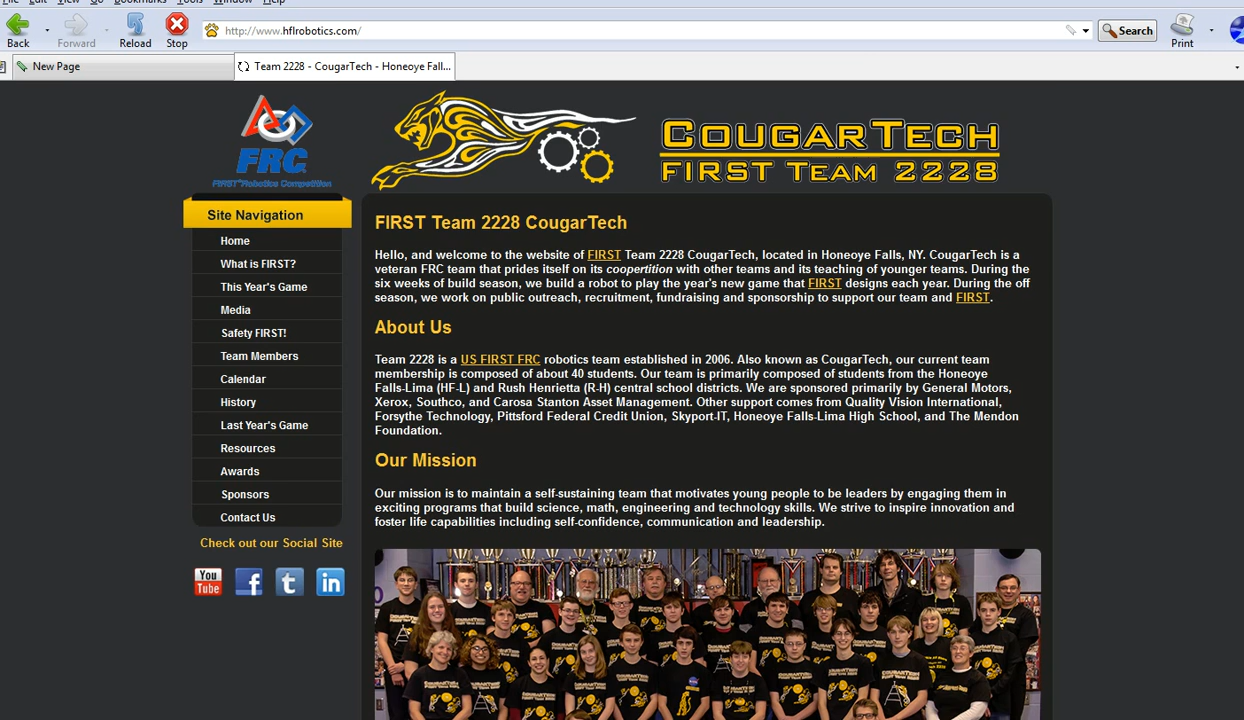 File Edit View Go Bookmarks Tools Window Help
Back Forward Reload Stop http://www.hflrobotics.com/ Search Print
New Page Team 2228 - CougarTech - Honeoye Fall...
FRC
FIRST Robotics Competition
CougarTech
FIRST Team 2228
Site Navigation
Home
What is FIRST?
This Year's Game
Media
Safety FIRST!
Team Members
Calendar
History
Last Year's Game
Resources
Awards
Sponsors
Contact Us
Check out our Social Site
You
Tube
f
t
in
FIRST Team 2228 CougarTech
Hello, and welcome to the website of FIRST Team 2228 CougarTech, located in Honeoye Falls, NY. CougarTech is a
veteran FRC team that prides itself on its coopertition with other teams and its teaching of younger teams. During the
six weeks of build season, we build a robot to play the year's new game that FIRST designs each year. During the off
season, we work on public outreach, recruitment, fundraising and sponsorship to support our team and FIRST.
About Us
Team 2228 is a US FIRST FRC robotics team established in 2006. Also known as CougarTech, our current team
membership is composed of about 40 students. Our team is primarily composed of students from the Honeoye
Falls-Lima (HF-L) and Rush Henrietta (R-H) central school districts. We are sponsored primarily by General Motors,
Xerox, Southco, and Carosa Stanton Asset Management. Other support comes from Quality Vision International,
Forsythe Technology, Pittsford Federal Credit Union, Skyport-IT, Honeoye Falls-Lima High School, and The Mendon
Foundation.
Our Mission
Our mission is to maintain a self-sustaining team that motivates young people to be leaders by engaging them in
exciting programs that build science, math, engineering and technology skills. We strive to inspire innovation and
foster life capabilities including self-confidence, communication and leadership.